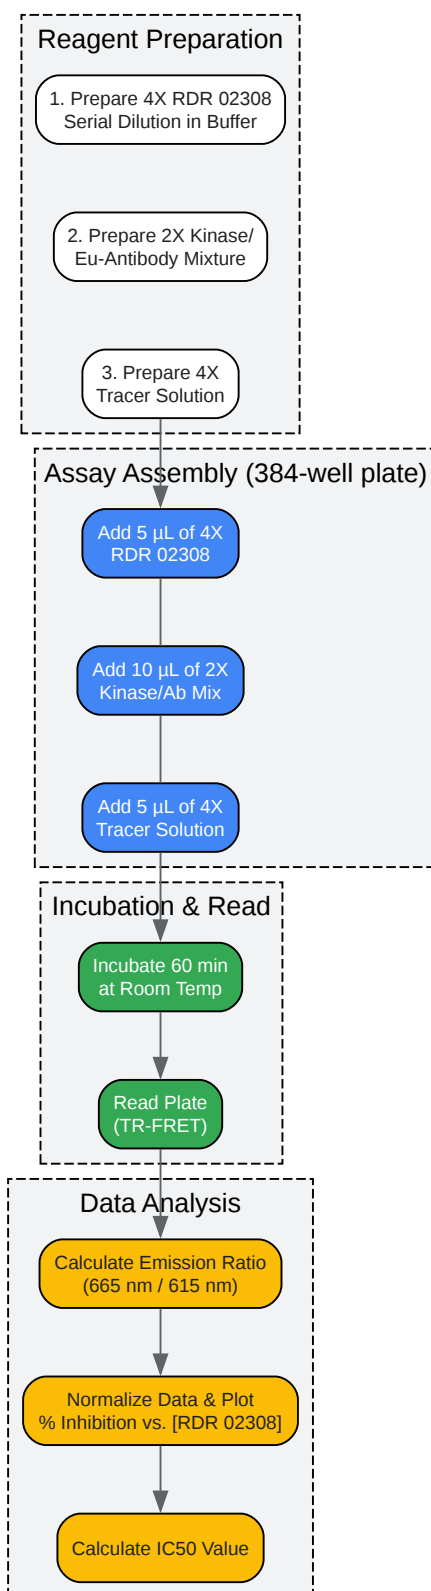 Reagent Preparation
1. Prepare 4X RDR 02308
Serial Dilution in Buffer
2. Prepare 2X Kinase/
Eu-Antibody Mixture
3. Prepare 4X
Tracer Solution
Assay Assembly (384-well plate)
Add 5 µL of 4X
RDR 02308
Add 10 µL of 2X
Kinase/Ab Mix
Add 5 µL of 4X
Tracer Solution
Incubation & Read
Incubate 60 min
at Room Temp
Read Plate
(TR-FRET)
Data Analysis
Calculate Emission Ratio
(665 nm / 615 nm)
Normalize Data & Plot
% Inhibition vs. [RDR 02308]
Calculate IC50 Value